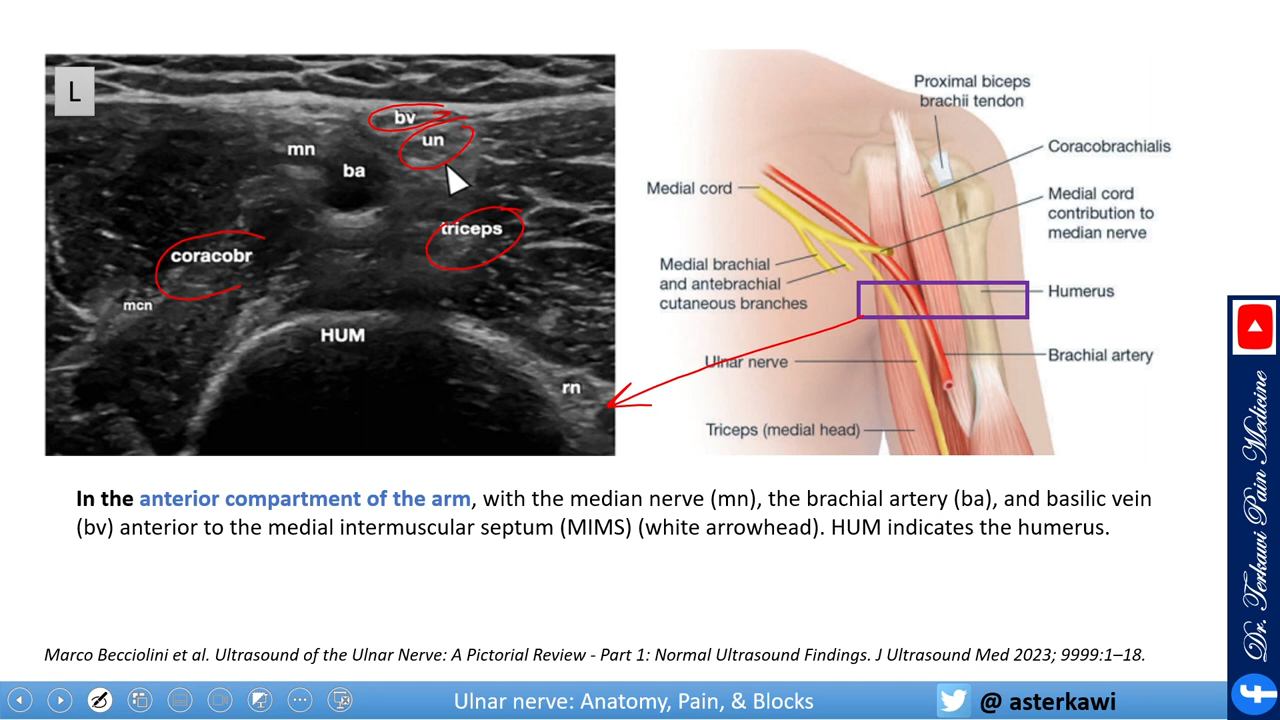 L
bv
un
mn
ba
triceps
coracobr
mcn
HUM
rn
Proximal biceps
brachii tendon
Coracobrachialis
Medial cord
Medial cord
contribution to
median nerve
Medial brachial
and antebrachial
cutaneous branches
Humerus
Ulnar nerve
Brachial artery
Triceps (medial head)
In the anterior compartment of the arm, with the median nerve (mn), the brachial artery (ba), and basilic vein
(bv) anterior to the medial intermuscular septum (MIMS) (white arrowhead). HUM indicates the humerus.
Marco Becciolini et al. Ultrasound of the Ulnar Nerve: A Pictorial Review - Part 1: Normal Ultrasound Findings. J Ultrasound Med 2023; 9999:1–18.
Ulnar nerve: Anatomy, Pain, & Blocks
@ asterkawi
Dr. Terkawi Pain Medicine